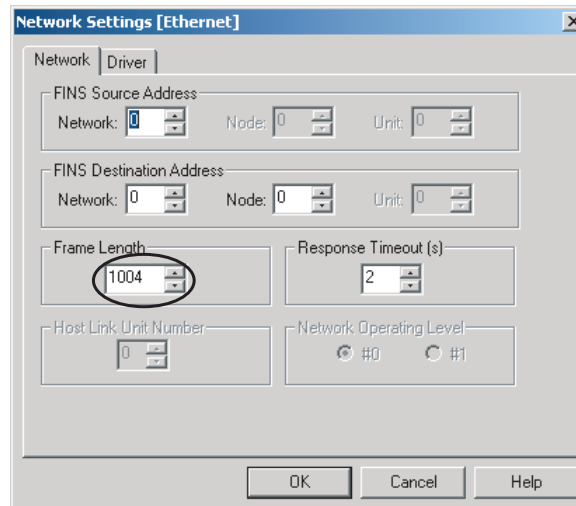 Network Settings [Ethernet]
Network Driver
FINS Source Address
Network: 0 Node: 0 Unit: 0
FINS Destination Address
Network: 0 Node: 0 Unit: 0
Frame Length Response Timeout (s)
1004 2
Host Link Unit Number Network Operating Level
0 #0 #1
OK Cancel Help